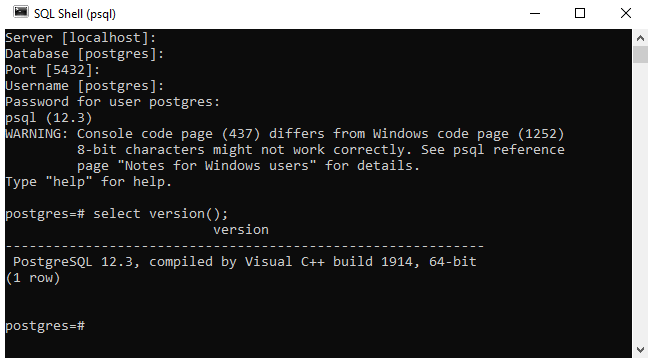 SQL Shell (psql)
Server [localhost]:
Database [postgres]:
Port [5432]:
Username [postgres]:
Password for user postgres:
psql (12.3)
WARNING: Console code page (437) differs from Windows code page (1252)
         8-bit characters might not work correctly. See psql reference
         page "Notes for Windows users" for details.
Type "help" for help.

postgres=# select version();
                          version
------------------------------------------------------------
 PostgreSQL 12.3, compiled by Visual C++ build 1914, 64-bit
(1 row)


postgres=#